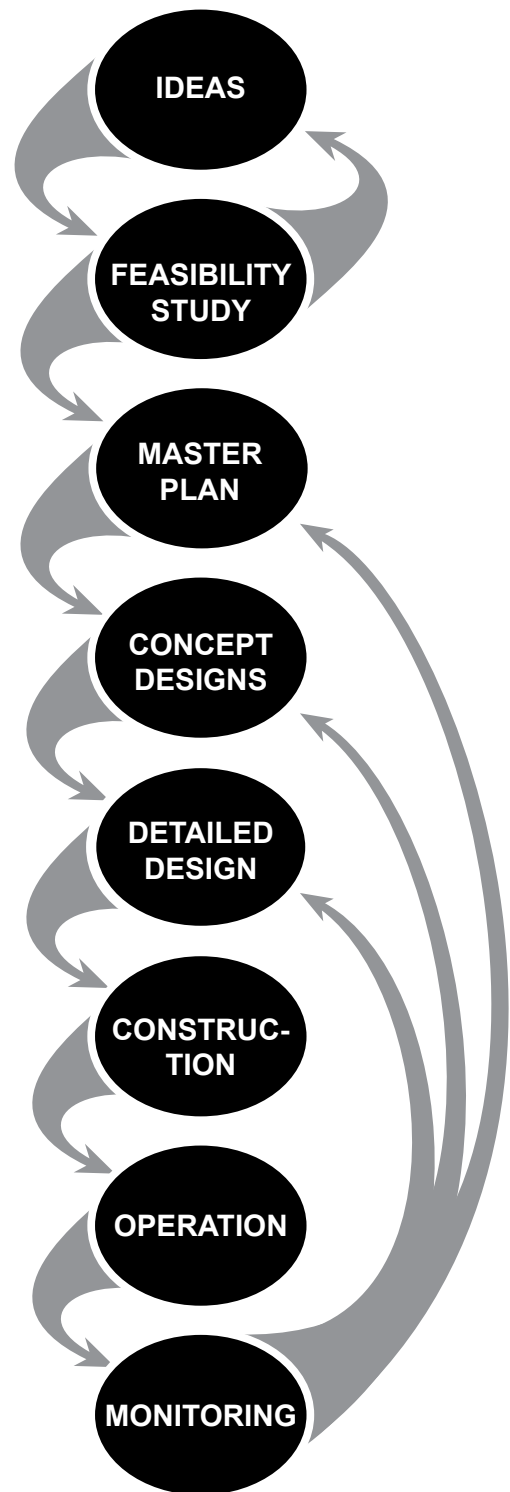 IDEAS
FEASIBILITY
STUDY
MASTER
PLAN
CONCEPT
DESIGNS
DETAILED
DESIGN
CONSTRUC-
TION
OPERATION
MONITORING